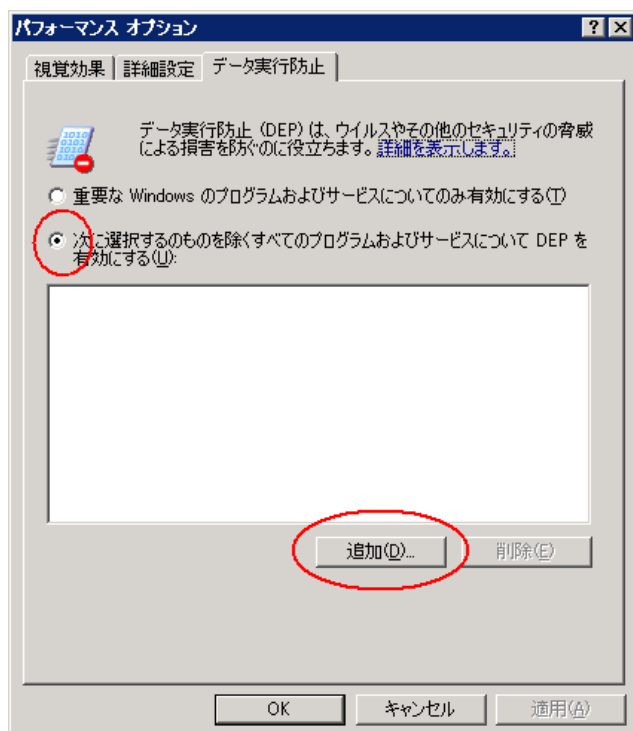 パフォーマンス オプション
視覚効果 詳細設定 データ実行防止
データ実行防止 (DEP) は、ウイルスやその他のセキュリティの脅威
による損害を防ぐのに役立ちます。詳細を表示します。
重要な Windows のプログラムおよびサービスについてのみ有効にする(T)
次に選択するのものを除くすべてのプログラムおよびサービスについて DEP を
有効にする(U):
追加(D)... 削除(E)
OK キャンセル 適用(A)